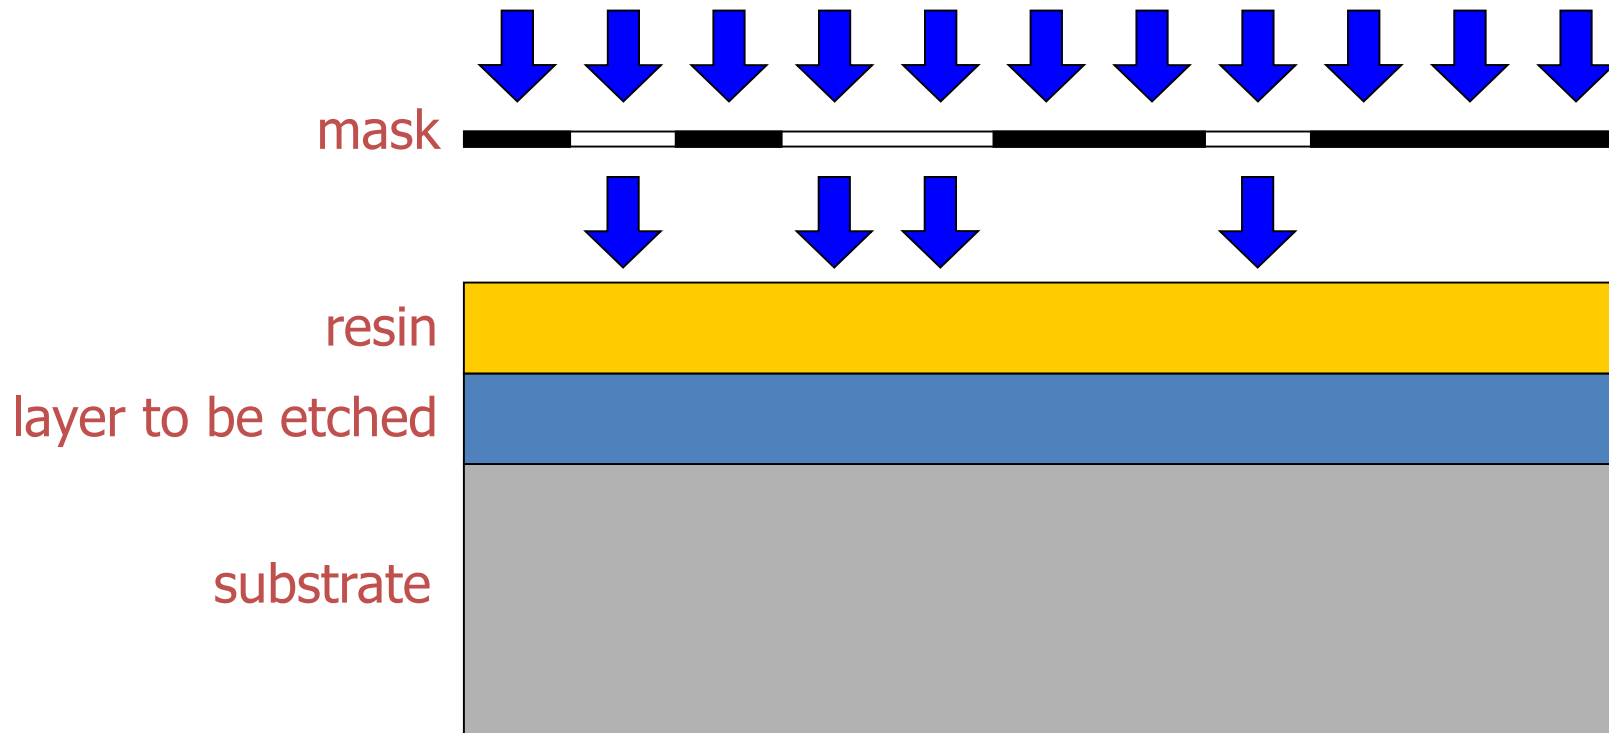 mask
resin
layer to be etched
substrate